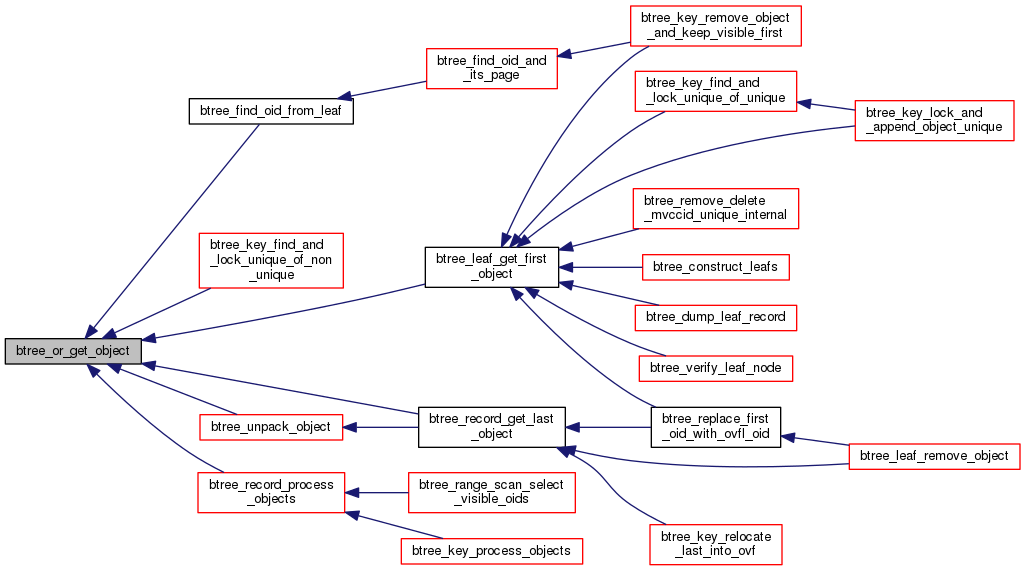 btree_key_remove_object
_and_keep_visible_first
btree_find_oid_and
_its_page
btree_key_find_and
_lock_unique_of_unique
btree_find_oid_from_leaf
btree_key_lock_and
_append_object_unique
btree_remove_delete
_mvccid_unique_internal
btree_key_find_and
_lock_unique_of_non
_unique
btree_leaf_get_first
_object
btree_construct_leafs
btree_dump_leaf_record
btree_or_get_object
btree_verify_leaf_node
btree_unpack_object
btree_record_get_last
_object
btree_replace_first
_oid_with_ovfl_oid
btree_leaf_remove_object
btree_record_process
_objects
btree_range_scan_select
_visible_oids
btree_key_relocate
_last_into_ovf
btree_key_process_objects